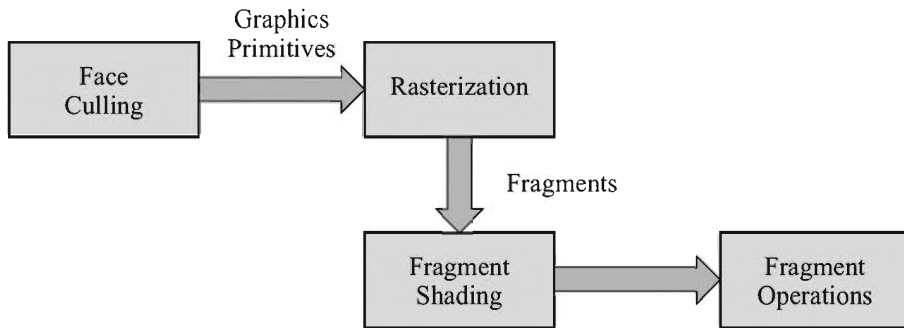 Graphics
Primitives
Face
Culling
Rasterization
Fragments
Fragment
Shading
Fragment
Operations